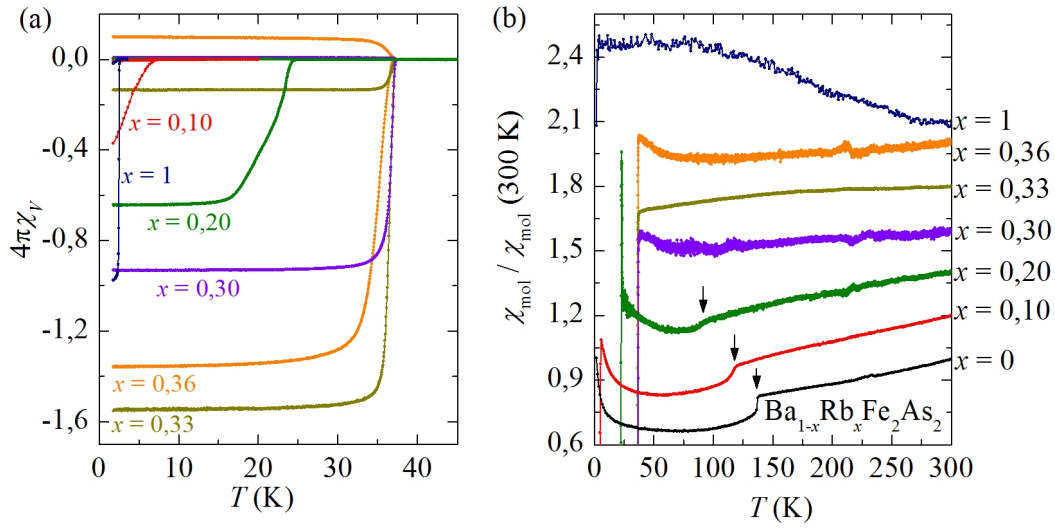 (a)
0,0
-0,4
-0,8
-1,2
-1,6
4πχV
0
10
20
30
40
T (K)
x = 0,10
x = 1
x = 0,20
x = 0,30
x = 0,36
x = 0,33
(b)
2,4
2,1
1,8
1,5
1,2
0,9
0,6
χmol / χmol (300 K)
0
50
100
150
200
250
300
T (K)
x = 1
x = 0,36
x = 0,33
x = 0,30
x = 0,20
x = 0,10
x = 0
Ba1-xRbxFe2As2